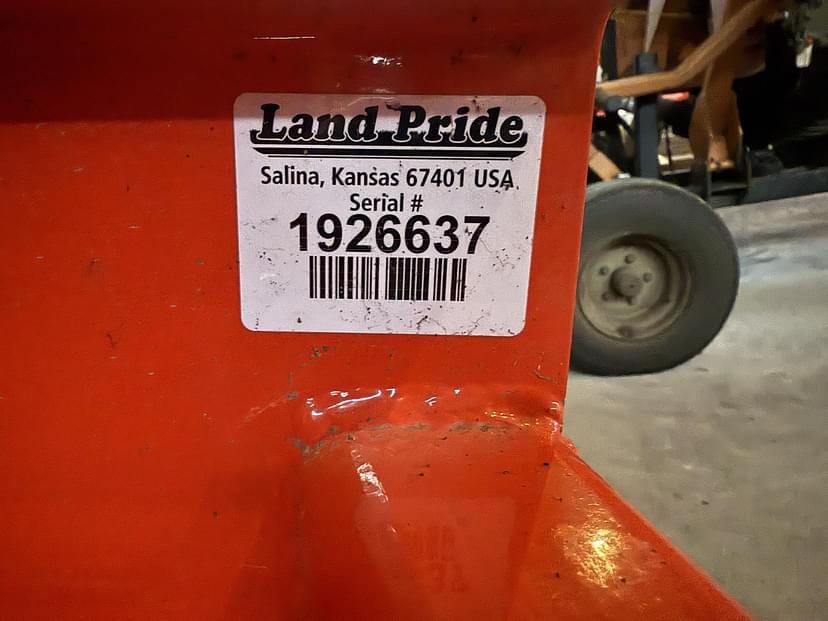 Land Pride
Salina, Kansas 67401 USA
Serial #
1926637